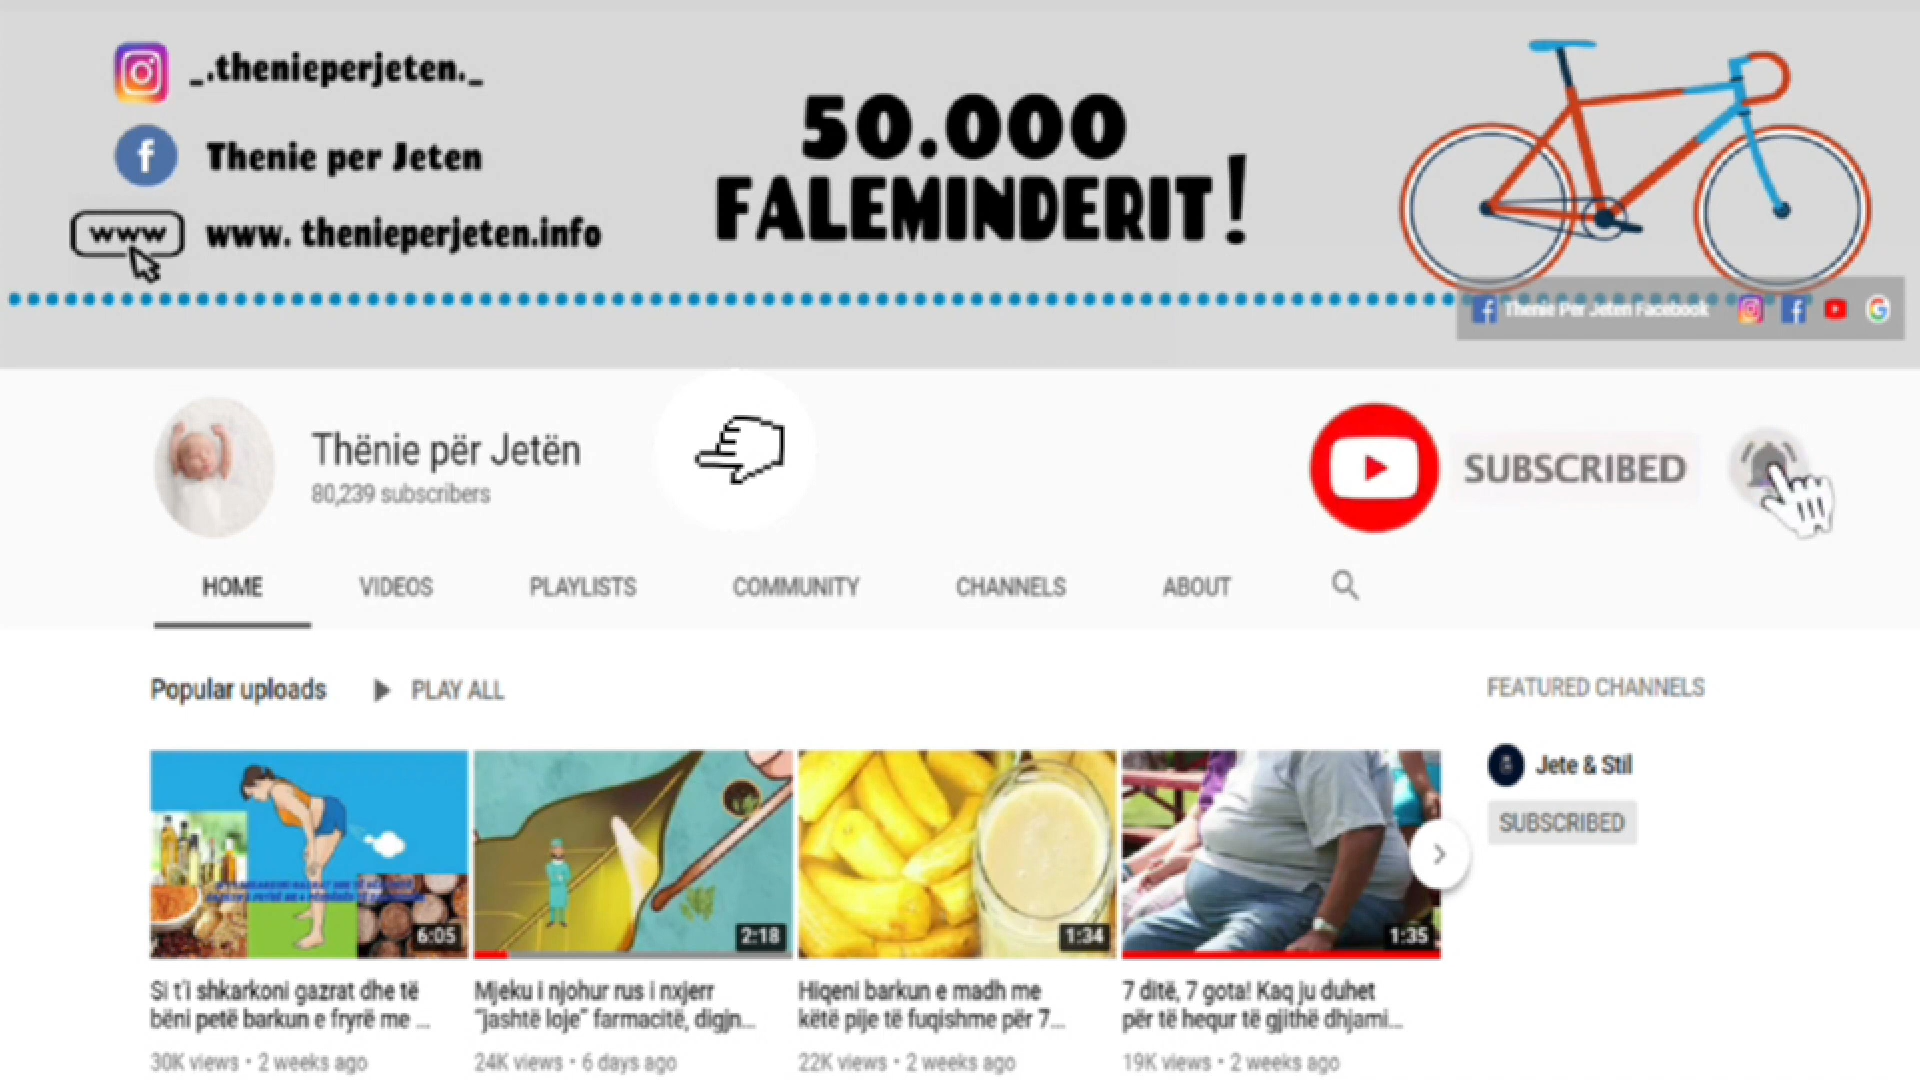 _.thenieperjeten._
Thenie per Jeten
www
www. thenieperjeten.info
50.000
FALEMINDERIT!
Thenie Per Jeten Facebook
Thënie për Jetën
80,239 subscribers
SUBSCRIBED
HOME VIDEOS PLAYLISTS COMMUNITY CHANNELS ABOUT
Popular uploads PLAY ALL
FEATURED CHANNELS
Jete & Stil
SUBSCRIBED
6:05
2:18
1:34
1:35
Si t'i shkarkoni gazrat dhe të
bëni petë barkun e fryrë me ...
30K views • 2 weeks ago
Mjeku i njohur rus i nxjerr
"jashtë loje" farmacitë, digjn...
24K views • 6 days ago
Hiqeni barkun e madh me
këtë pije të fuqishme për 7...
22K views • 2 weeks ago
7 ditë, 7 gota! Kaq ju duhet
për të hequr të gjithë dhjami...
19K views • 2 weeks ago